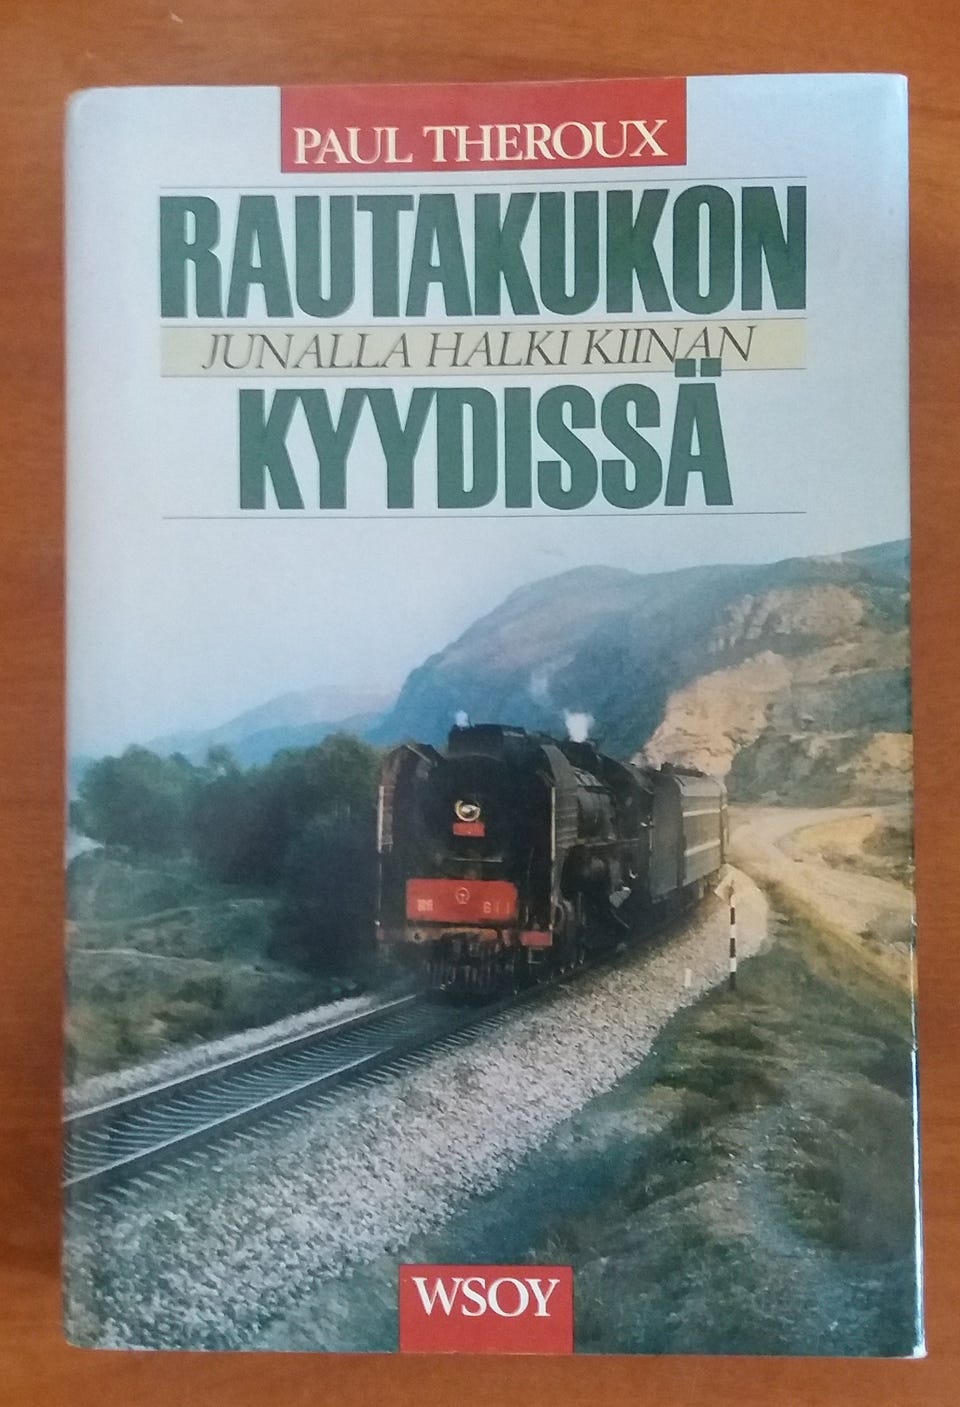 PAUL THEROUX
RAUTAKUKON
JUNALLA HALKI KIINAN
KYYDISSÄ
WSOY